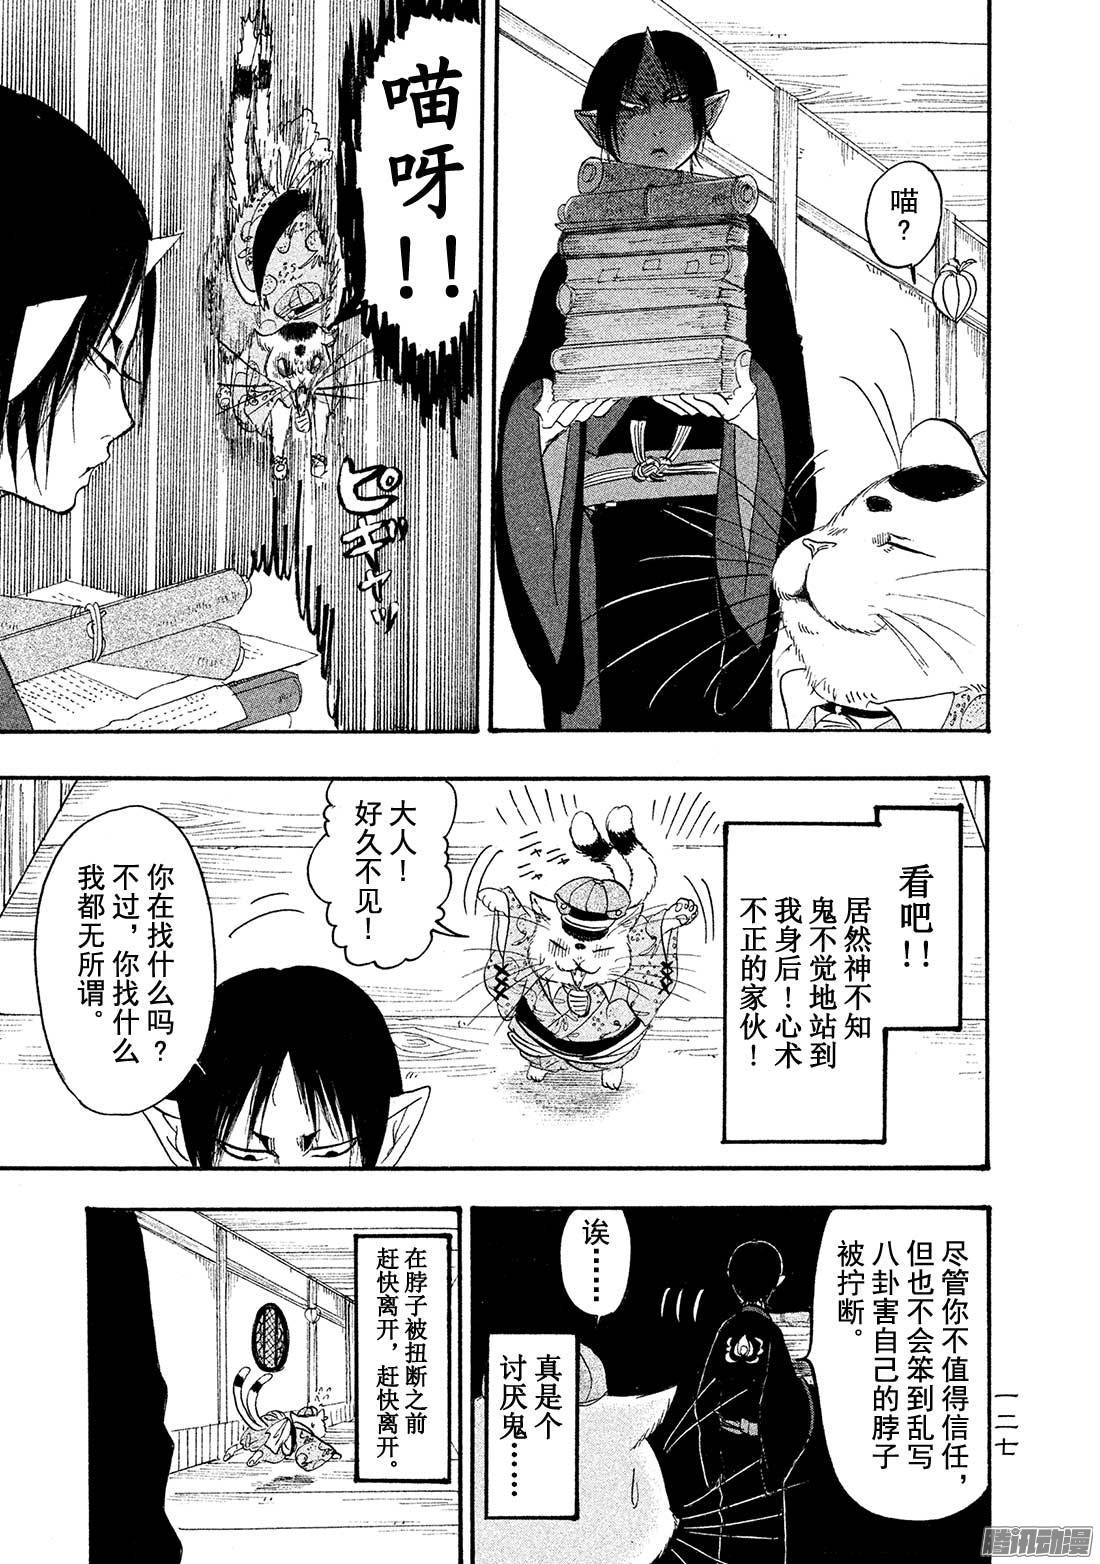 喵？
喵呀！！
ピギャッ
看吧！！
居然神不知
鬼不觉地站到
我身后！心术
不正的家伙！
大人！
好久不见！
你在找什么吗？
不过，你找什么
我都无所谓。
尽管你不值得信任，
但也不会笨到乱写
八卦害自己的脖子
被拧断。
诶……
真是个
讨厌鬼……
在脖子被扭断之前
赶快离开，赶快离开。
一二七
腾讯动漫